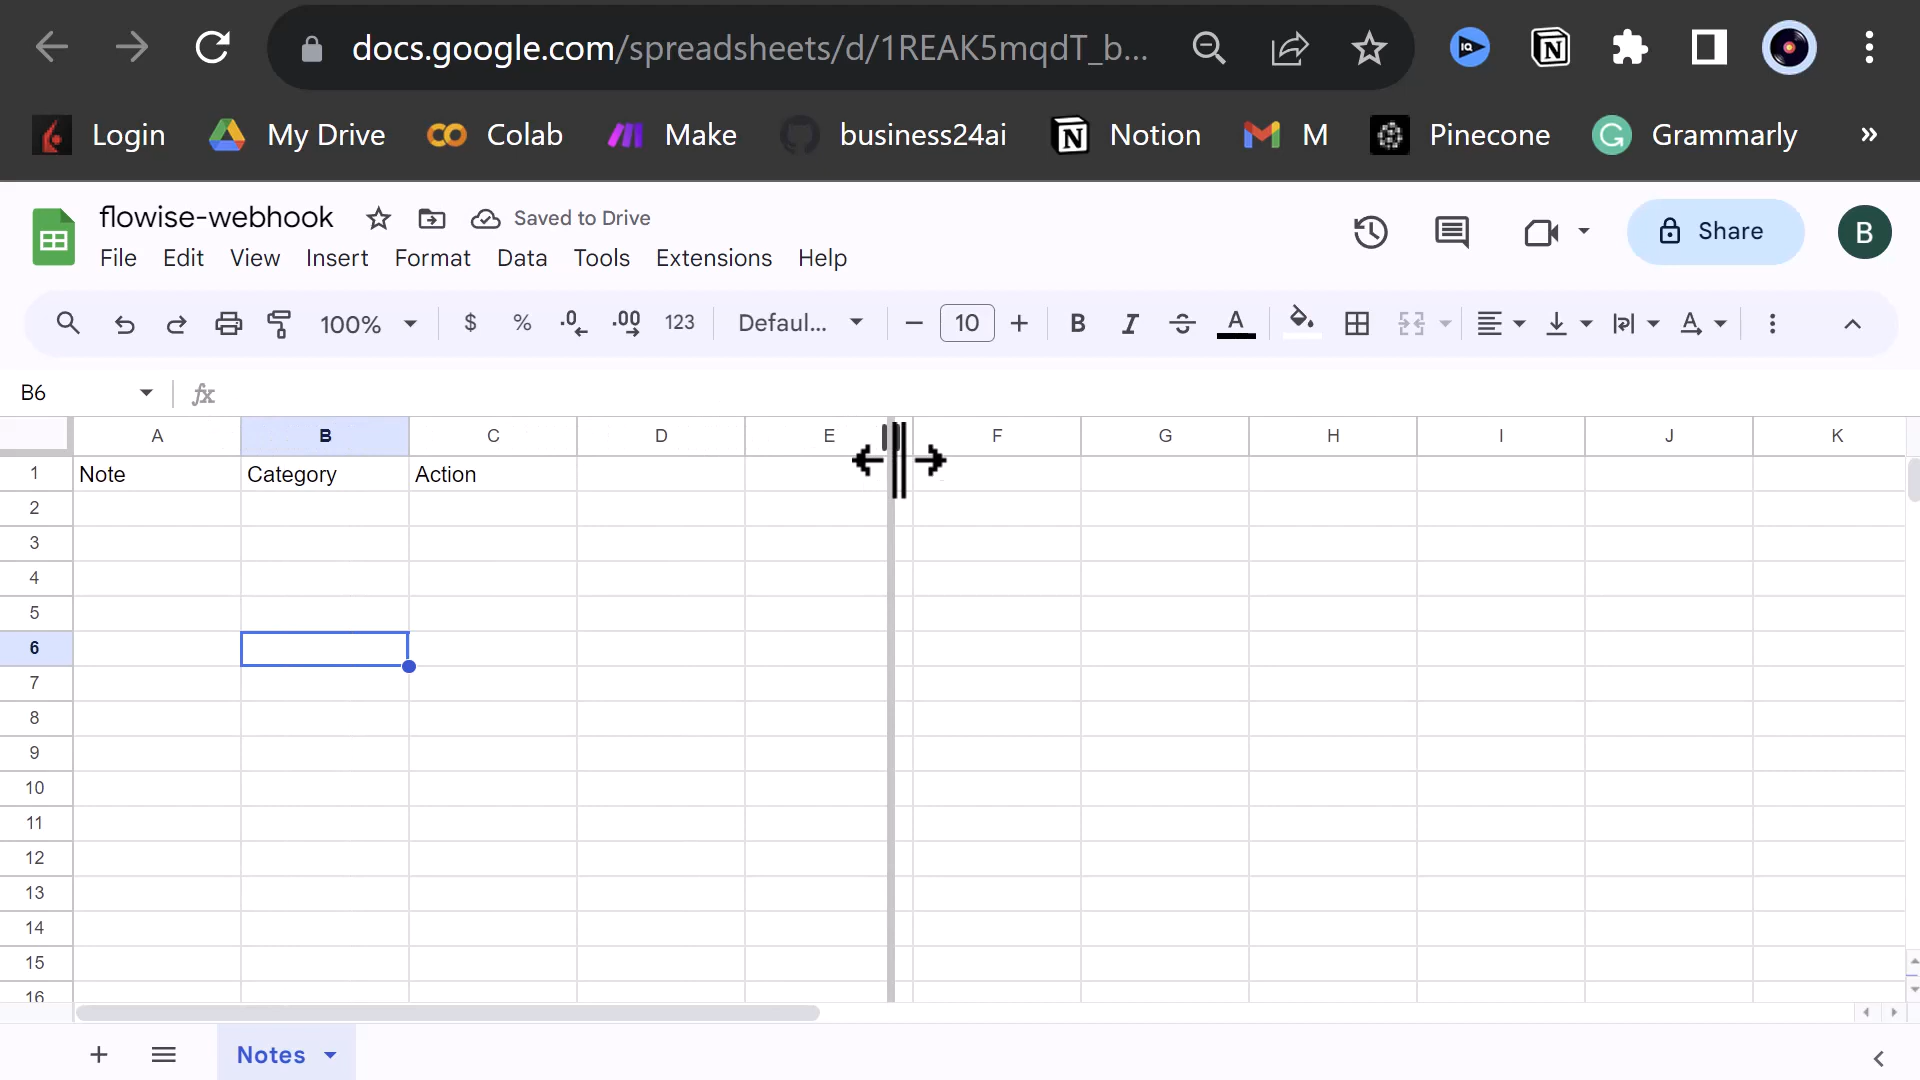 docs.google.com/spreadsheets/d/1REAK5mqdT_b...
Login My Drive Colab Make business24ai Notion M Pinecone Grammarly »
flowise-webhook Saved to Drive
File Edit View Insert Format Data Tools Extensions Help
Share
B
100% $ % .0 .00 123 Defaul... − 10 + B I S A
B6 fx
A B C D E F G H I J K
1 Note Category Action
2
3
4
5
6
7
8
9
10
11
12
13
14
15
16
+ Notes